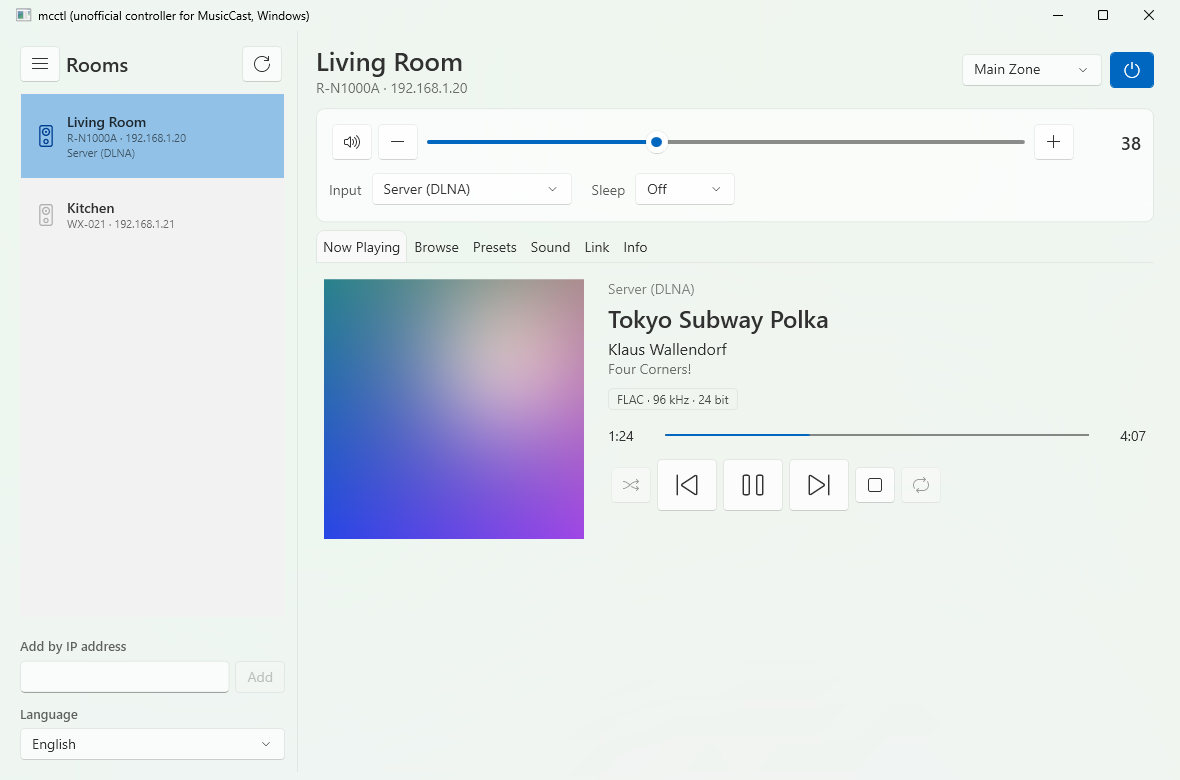 mcctl (unofficial controller for MusicCast, Windows)
Rooms
Living Room
R-N1000A · 192.168.1.20
Server (DLNA)
Kitchen
WX-021 · 192.168.1.21
Add by IP address
Add
Language
English
Living Room
R-N1000A · 192.168.1.20
Main Zone
38
Input
Server (DLNA)
Sleep
Off
Now Playing Browse Presets Sound Link Info
Server (DLNA)
Tokyo Subway Polka
Klaus Wallendorf
Four Corners!
FLAC · 96 kHz · 24 bit
1:24
4:07